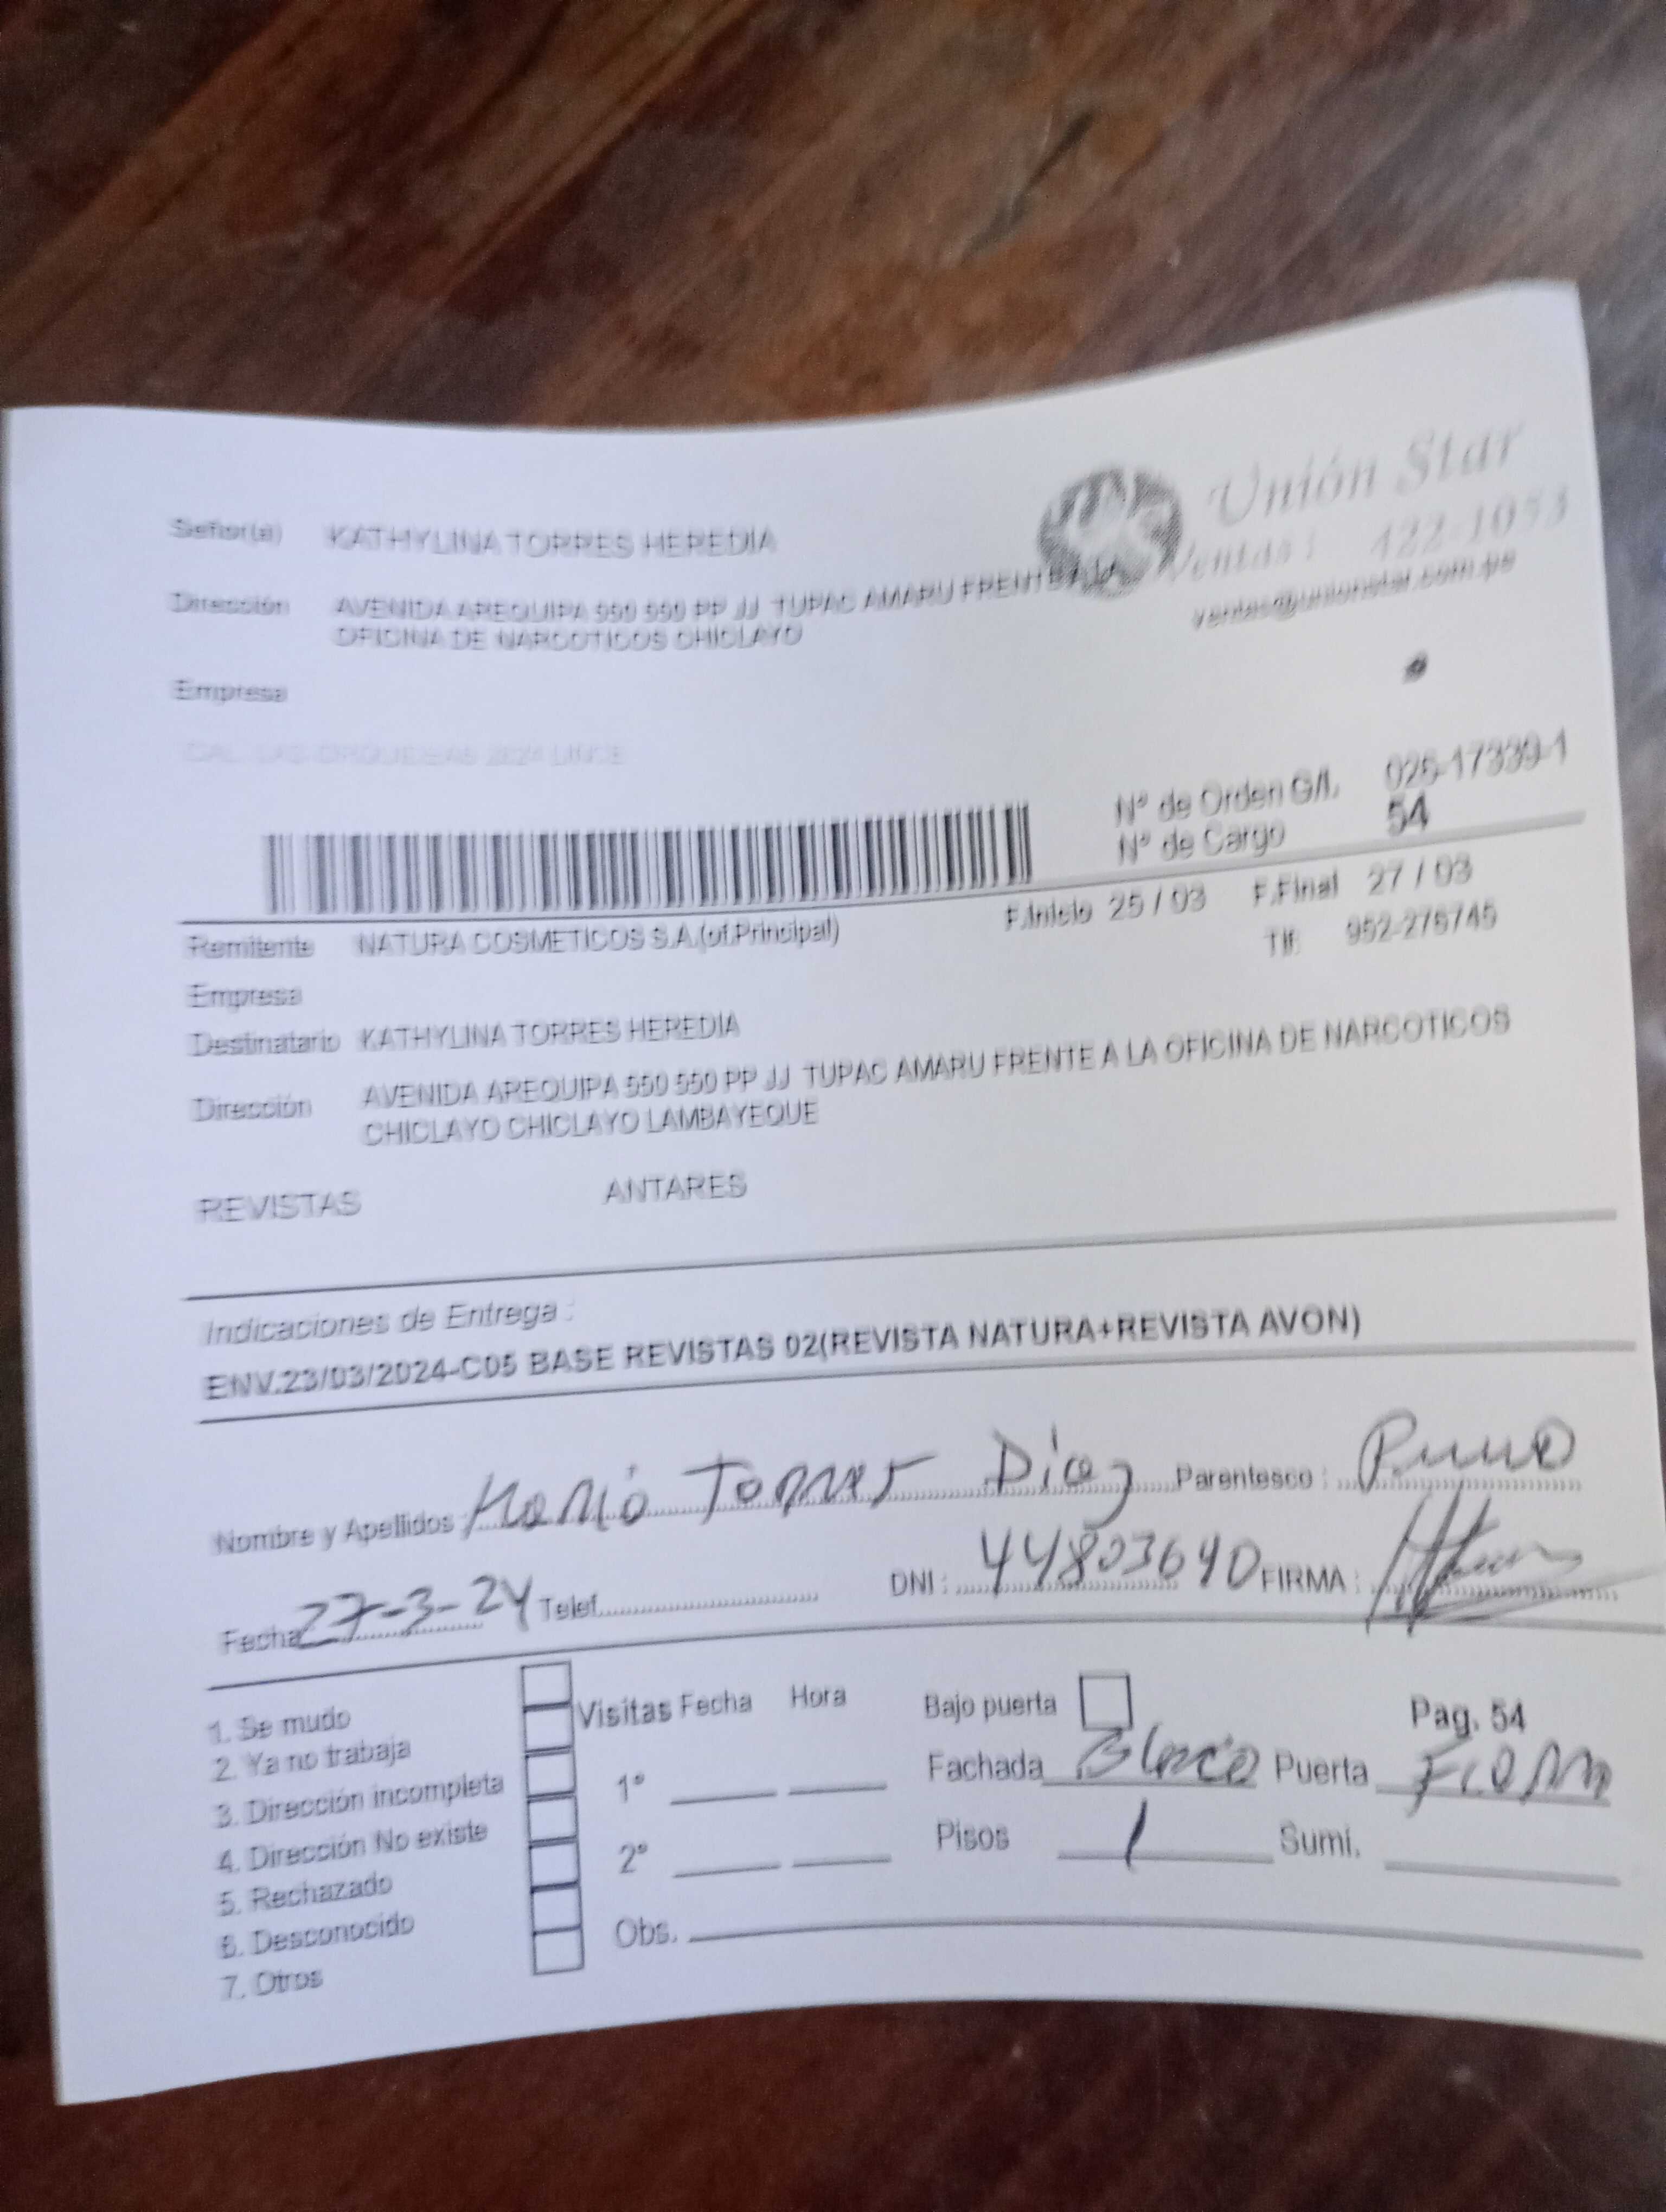 Unión Star
Ventas: 422-1053
ventas@unionstar.com.pe
Señor(a) KATHYLINA TORRES HEREDIA
Dirección AVENIDA AREQUIPA 550 550 PP JJ TUPAC AMARU FRENTE A LA
OFICINA DE NARCOTICOS CHICLAYO
Empresa
Nº de Orden G/I. 026-17339-1
Nº de Cargo 54
F.Inicio 25 / 03 F.Final 27 / 03
Remitente NATURA COSMETICOS S.A.(of.Principal) Tlf: 952-276745
Empresa
Destinatario KATHYLINA TORRES HEREDIA
Dirección AVENIDA AREQUIPA 550 550 PP JJ TUPAC AMARU FRENTE A LA OFICINA DE NARCOTICOS
CHICLAYO CHICLAYO LAMBAYEQUE
REVISTAS ANTARES
Indicaciones de Entrega :
ENV.23/03/2024-C05 BASE REVISTAS 02(REVISTA NATURA+REVISTA AVON)
Nombre y Apellidos: Torres Díaz Parentesco :
Fecha 27-3-24 Telef. DNI : 44803640 FIRMA :
1. Se mudo
2. Ya no trabaja
3. Dirección incompleta
4. Dirección No existe
5. Rechazado
6. Desconocido
7. Otros
Visitas Fecha Hora
1º
2º
Obs.
Bajo puerta Pag. 54
Fachada Blanco Puerta
Pisos 1 Sumi.